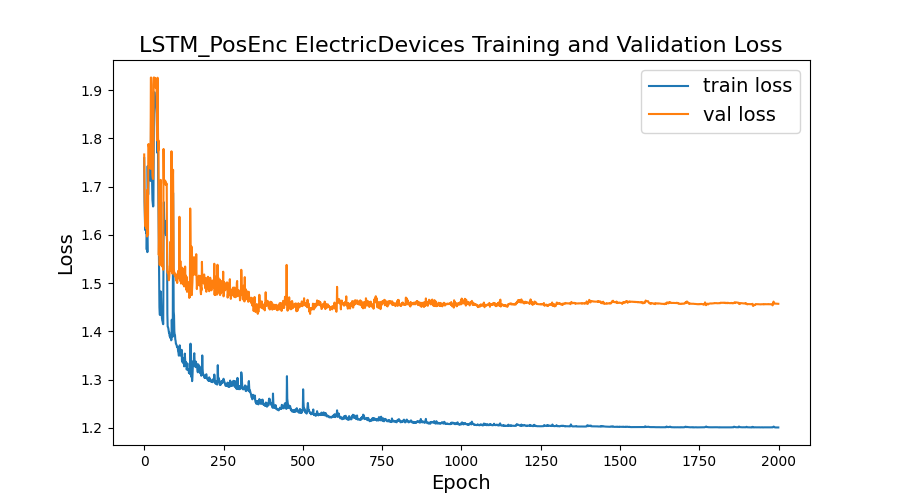 LSTM_PosEnc ElectricDevices Training and Validation Loss
train loss
val loss
Loss
1.9
1.8
1.7
1.6
1.5
1.4
1.3
1.2
0 250 500 750 1000 1250 1500 1750 2000
Epoch